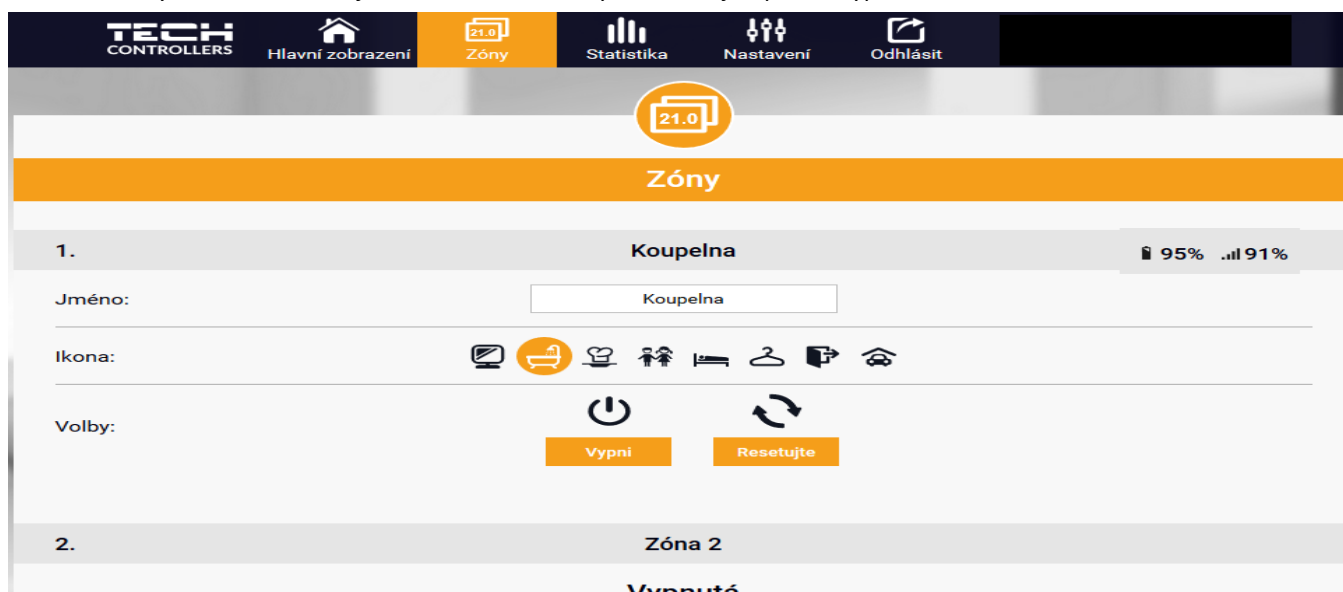 TECH
CONTROLLERS
Hlavní zobrazení
21.0
Zóny
Statistika
Nastavení
Odhlásit
21.0
Zóny
1.
Koupelna
95% 91%
Jméno:
Koupelna
Ikona:
Volby:
Vypni
Resetujte
2.
Zóna 2